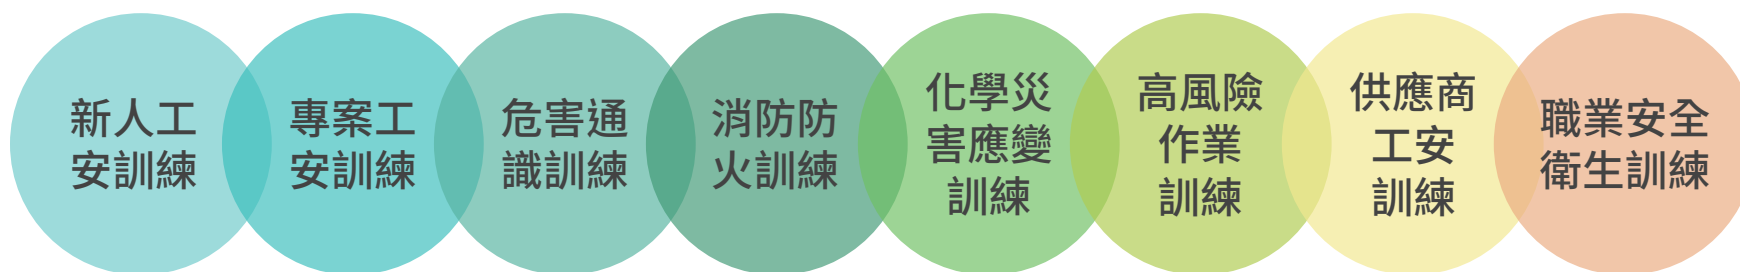 新人工
安訓練
專案工
安訓練
危害通
識訓練
消防防
火訓練
化學災
害應變
訓練
高風險
作業
訓練
供應商
工安
訓練
職業安全
衛生訓練